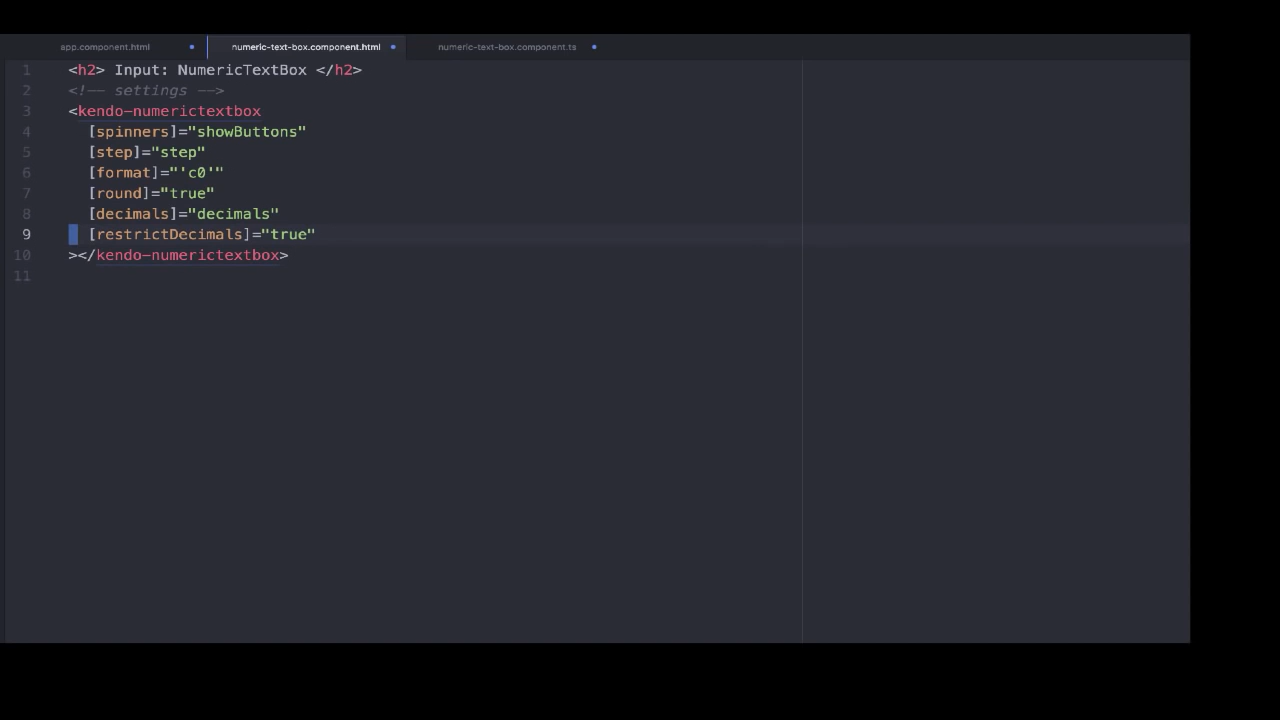 app.component.html
numeric-text-box.component.html
numeric-text-box.component.ts
1 <h2> Input: NumericTextBox </h2>
2 <!-- settings -->
3 <kendo-numerictextbox
4 [spinners]="showButtons"
5 [step]="step"
6 [format]="'c0'"
7 [round]="true"
8 [decimals]="decimals"
9 [restrictDecimals]="true"
10 ></kendo-numerictextbox>
11